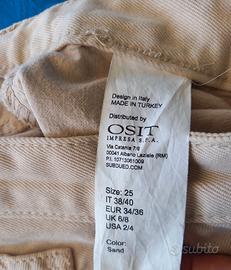 Design in Italy
MADE IN TURKEY
Distributed by
OSIT
IMPRESA S.P.A.
Via Catania 7/9
00041 Albano Laziale (RM)
P.I. 10713061009
SUBDUED.COM
Size: 25
IT 38/40
EUR 34/36
UK 6/8
USA 2/4
Color:
Sand
subito